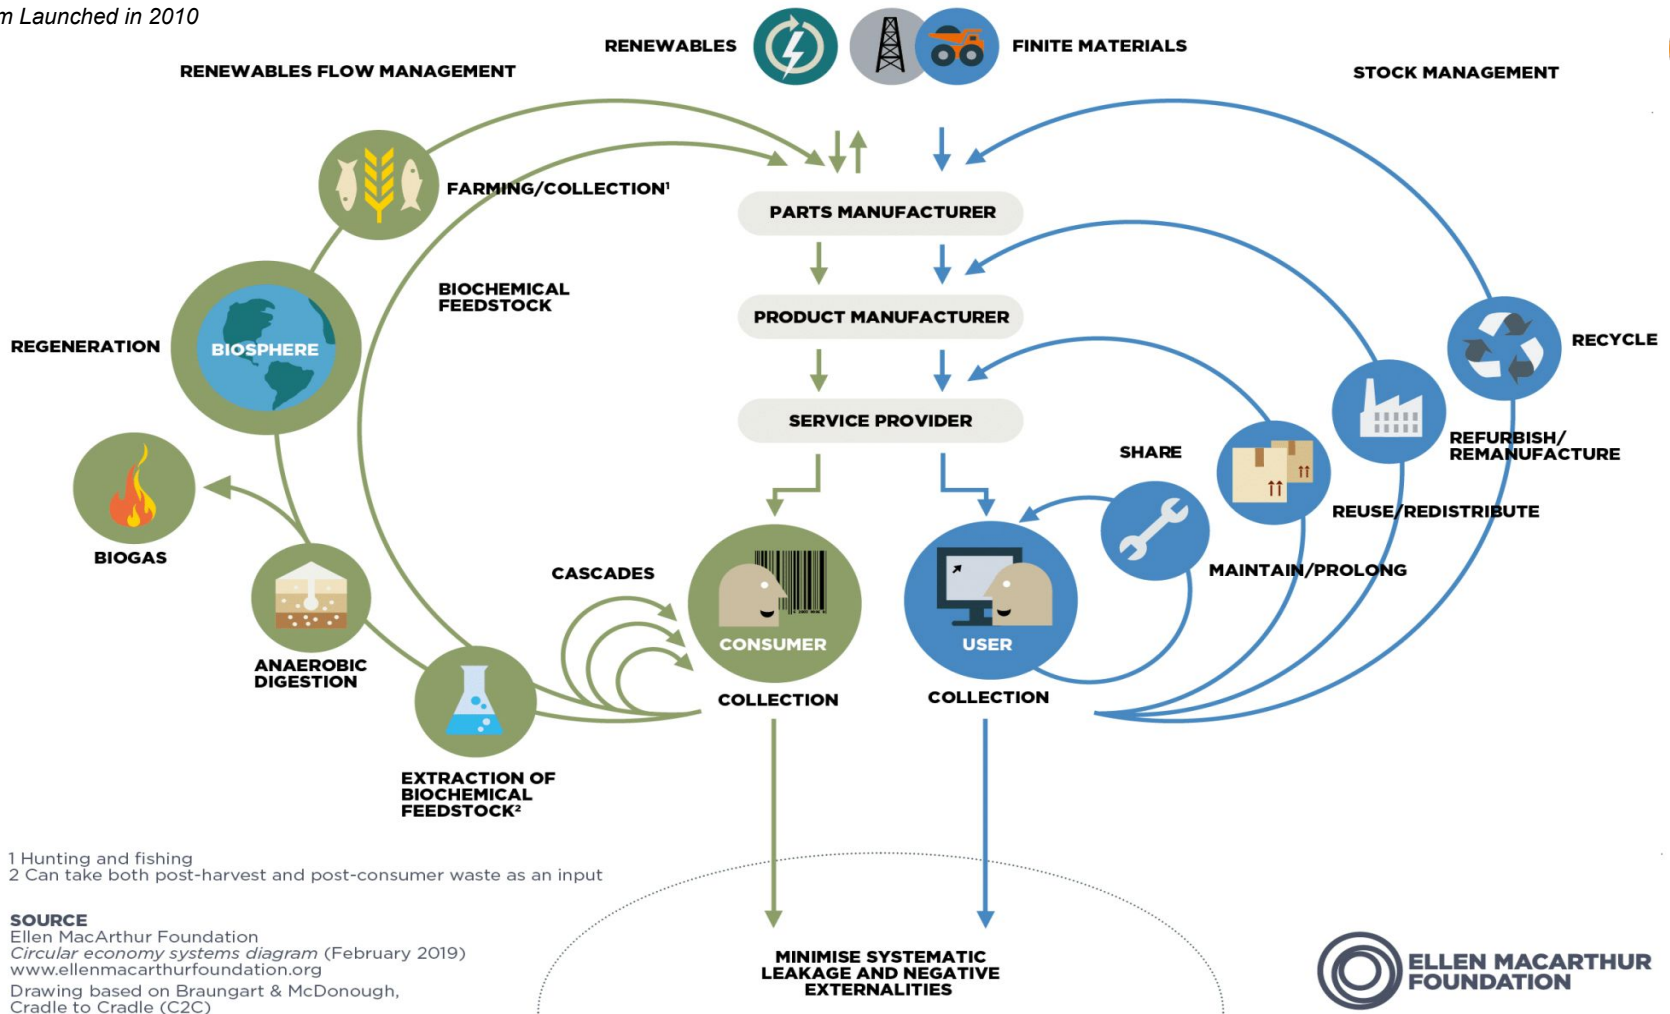 m Launched in 2010
RENEWABLES
FINITE MATERIALS
RENEWABLES FLOW MANAGEMENT
STOCK MANAGEMENT
FARMING/COLLECTION¹
PARTS MANUFACTURER
BIOCHEMICAL
FEEDSTOCK
PRODUCT MANUFACTURER
REGENERATION
BIOSPHERE
RECYCLE
SERVICE PROVIDER
SHARE
REFURBISH/
REMANUFACTURE
REUSE/REDISTRIBUTE
BIOGAS
CASCADES
MAINTAIN/PROLONG
CONSUMER
USER
ANAEROBIC
DIGESTION
COLLECTION
COLLECTION
EXTRACTION OF
BIOCHEMICAL
FEEDSTOCK²
1 Hunting and fishing
2 Can take both post-harvest and post-consumer waste as an input
SOURCE
Ellen MacArthur Foundation
Circular economy systems diagram (February 2019)
www.ellenmacarthurfoundation.org
Drawing based on Braungart & McDonough,
Cradle to Cradle (C2C)
MINIMISE SYSTEMATIC
LEAKAGE AND NEGATIVE
EXTERNALITIES
ELLEN MACARTHUR
FOUNDATION